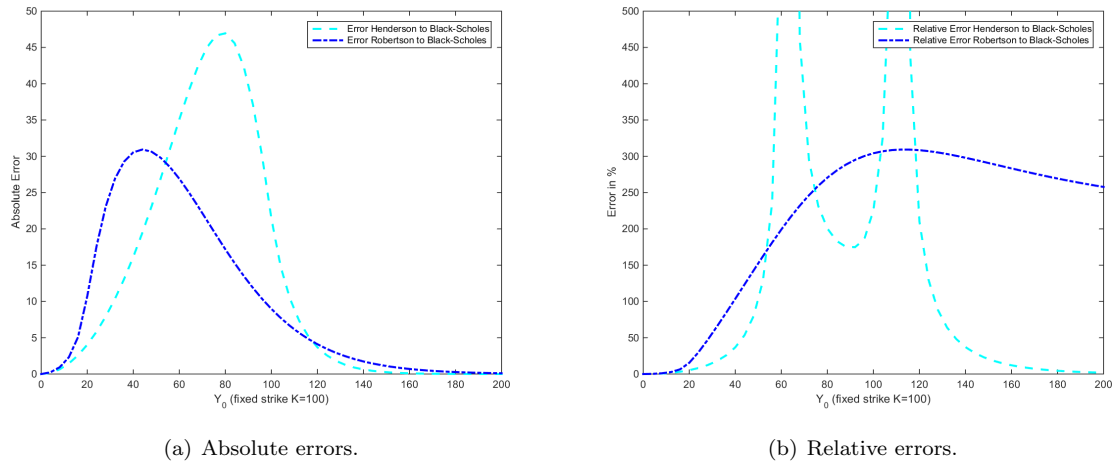 50
45
40
35
30
25
20
15
10
5
0
Absolute Error
Error Henderson to Black-Scholes
Error Robertson to Black-Scholes
0 20 40 60 80 100 120 140 160 180 200
Y0 (fixed strike K=100)
(a) Absolute errors.
500
450
400
350
300
250
200
150
100
50
0
Error in %
Relative Error Henderson to Black-Scholes
Relative Error Robertson to Black-Scholes
0 20 40 60 80 100 120 140 160 180 200
Y0 (fixed strike K=100)
(b) Relative errors.